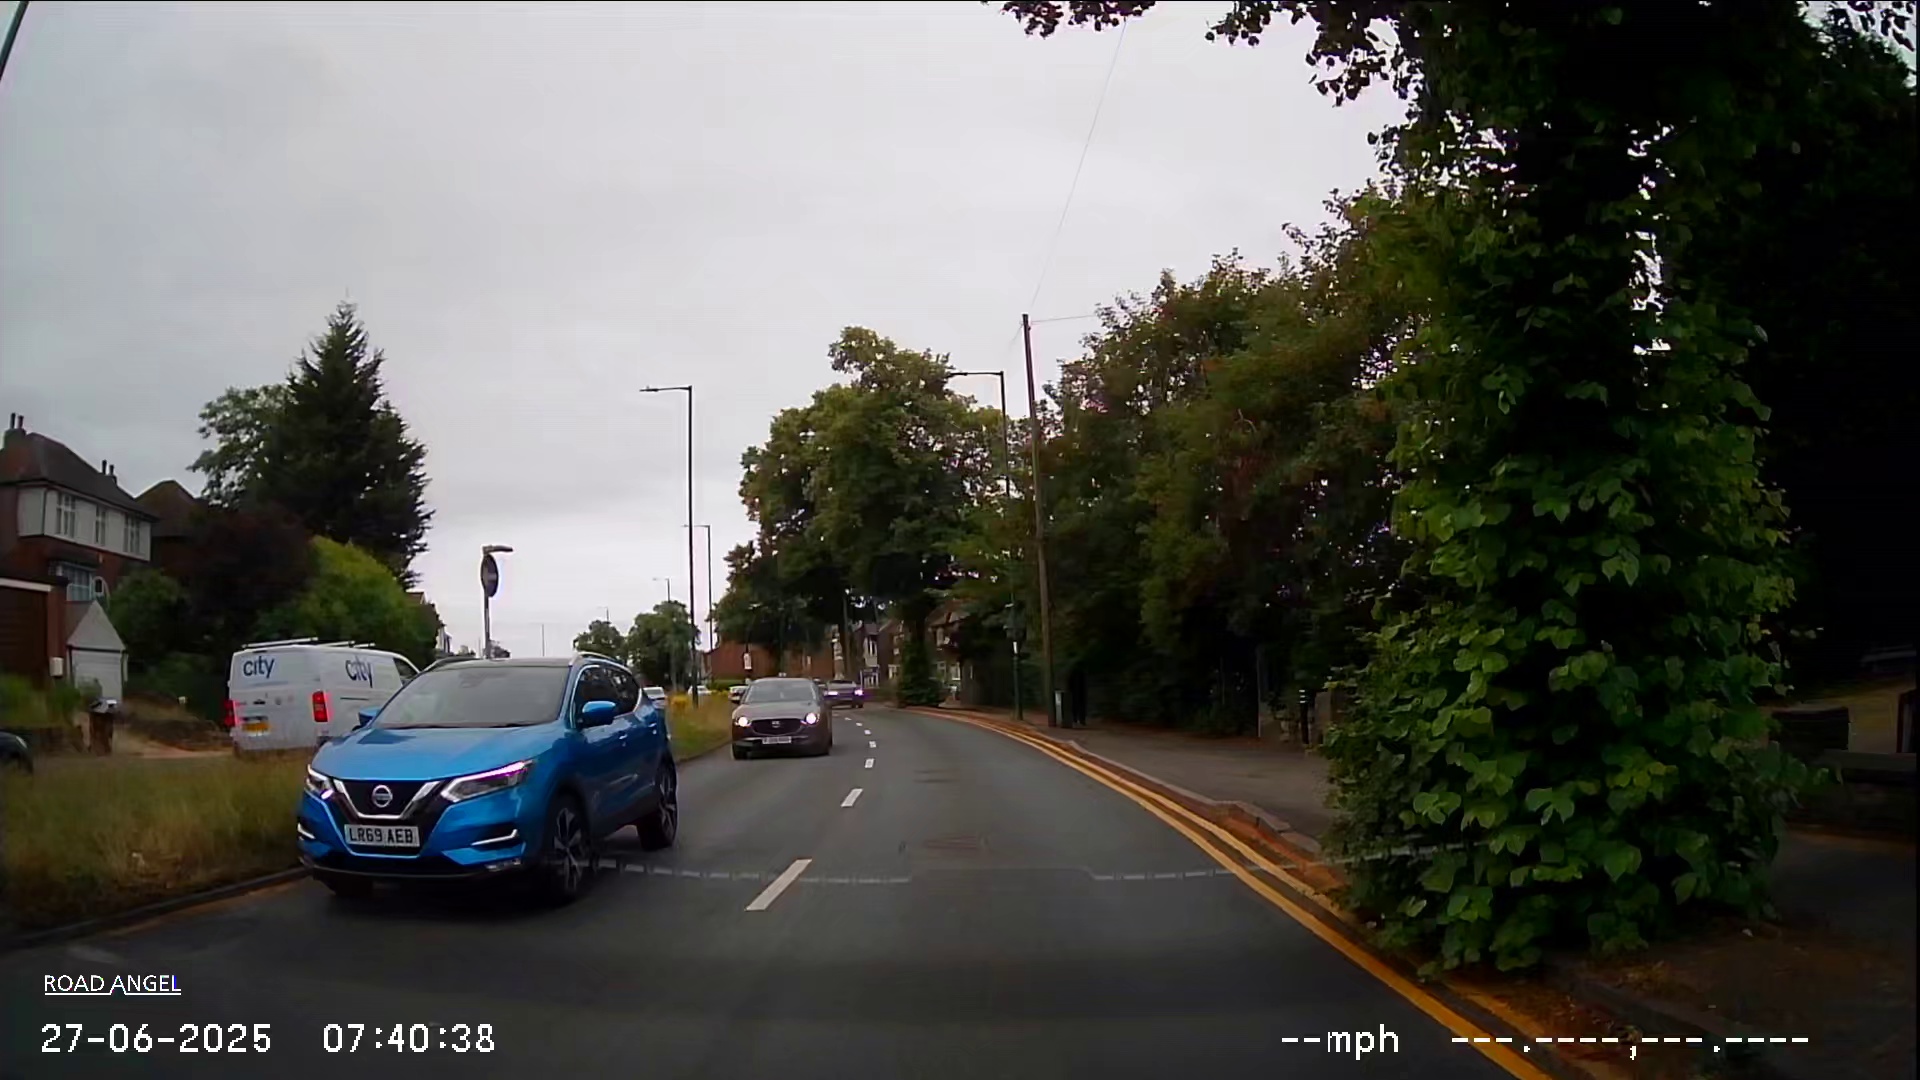 city city
LR69 AEB
ROAD ANGEL
27-06-2025 07:40:38
--mph ---.----,---.----